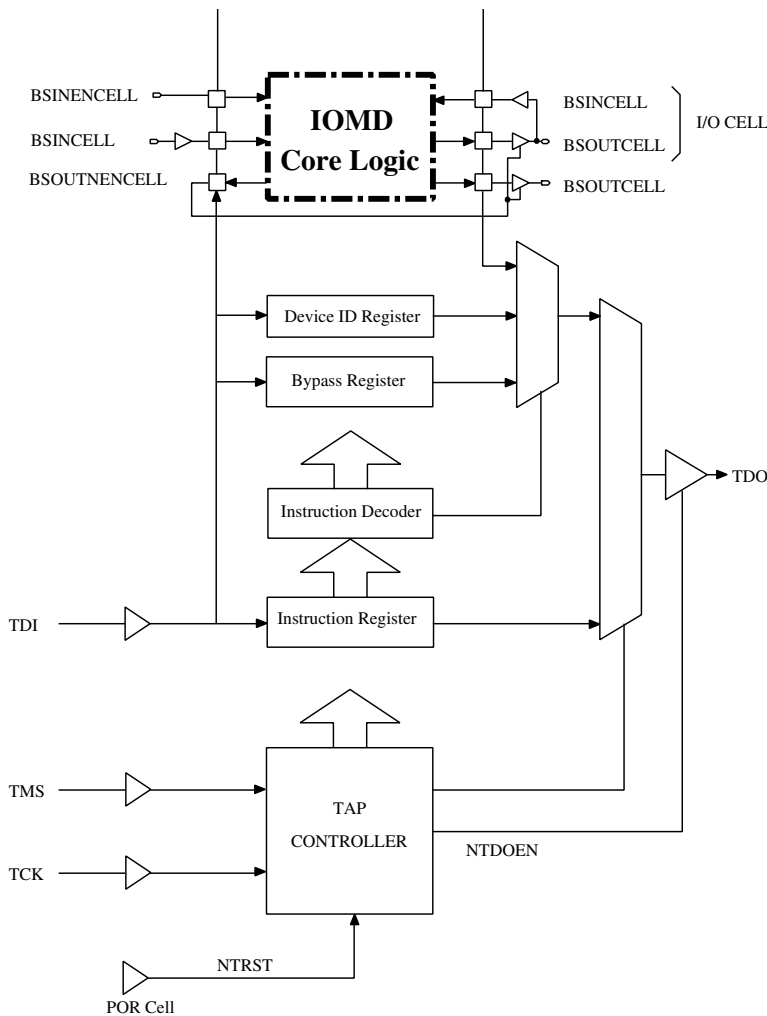 BSINENCELL
BSINCELL
BSOUTNENCELL
IOMD
Core Logic
BSINCELL
BSOUTCELL
I/O CELL
BSOUTCELL
Device ID Register
Bypass Register
Instruction Decoder
TDO
TDI
Instruction Register
TMS
TAP
CONTROLLER
NTDOEN
TCK
NTRST
POR Cell